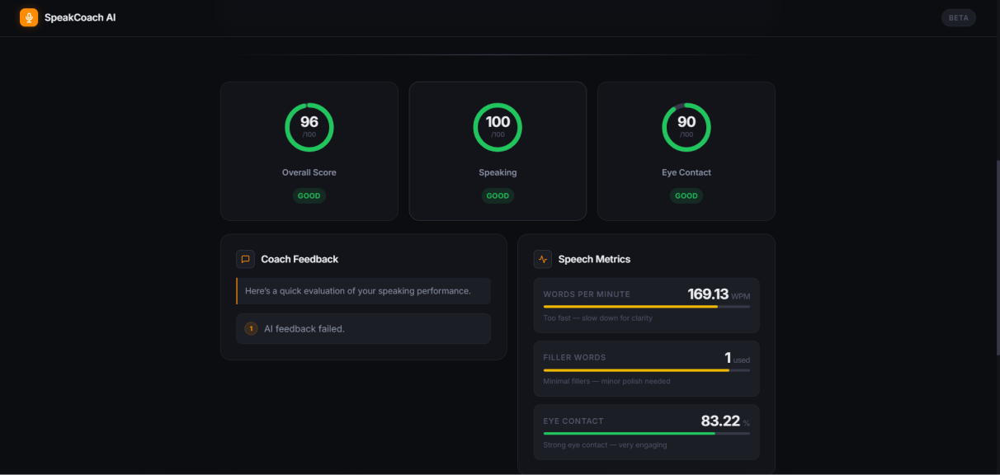 SpeakCoach AI
BETA
96
/100
Overall Score
GOOD
100
/100
Speaking
GOOD
90
/100
Eye Contact
GOOD
Coach Feedback
Here's a quick evaluation of your speaking performance.
1 AI feedback failed.
Speech Metrics
WORDS PER MINUTE 169.13 WPM
Too fast — slow down for clarity
FILLER WORDS 1 used
Minimal fillers — minor polish needed
EYE CONTACT 83.22 %
Strong eye contact — very engaging